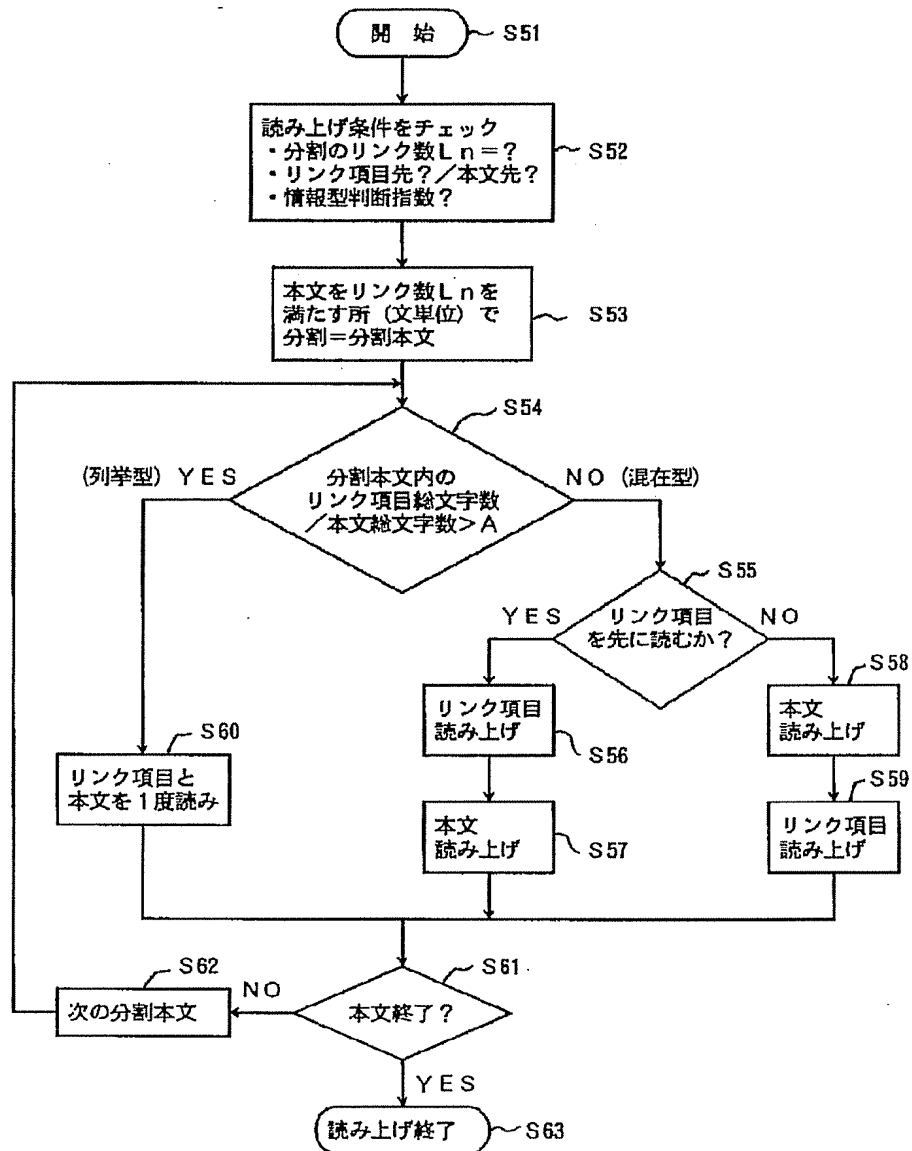 開 始
S51
読み上げ条件をチェック
・分割のリンク数Ln=?
・リンク項目先?/本文先?
・情報型判断指数?
S52
本文をリンク数Lnを
満たす所(文単位)で
分割=分割本文
S53
S54
(列挙型) YES
分割本文内の
リンク項目総文字数
/本文総文字数>A
NO (混在型)
S55
YES
リンク項目
を先に読むか?
NO
S58
リンク項目
読み上げ
S56
本文
読み上げ
S60
リンク項目と
本文を1度読み
本文
読み上げ
S57
S59
リンク項目
読み上げ
S62
次の分割本文
NO
S61
本文終了?
YES
読み上げ終了
S63